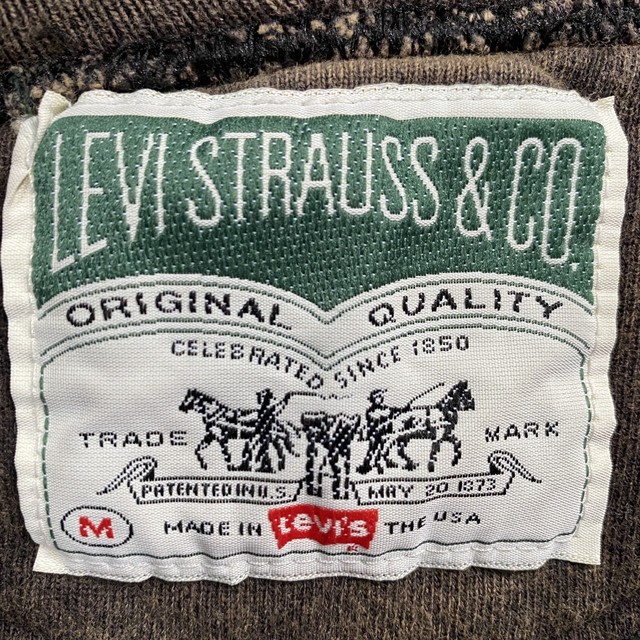 LEVI STRAUSS & CO.
ORIGINAL QUALITY
CELEBRATED SINCE 1850
TRADE MARK
PATENTED IN U.S. MAY 20 1873
M
MADE IN Levi's THE USA